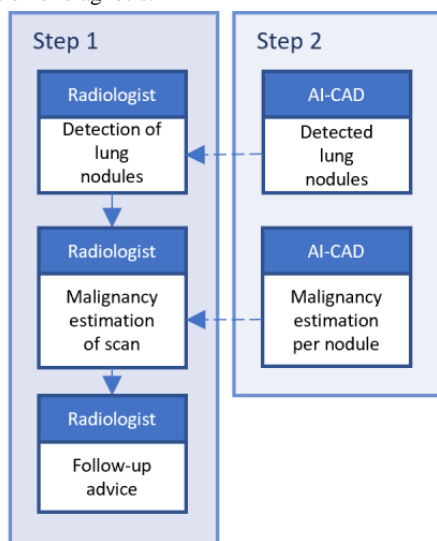 Step 1
Radiologist
Detection of
lung
nodules
Radiologist
Malignancy
estimation
of scan
Radiologist
Follow-up
advice
Step 2
AI-CAD
Detected
lung
nodules
AI-CAD
Malignancy
estimation
per nodule